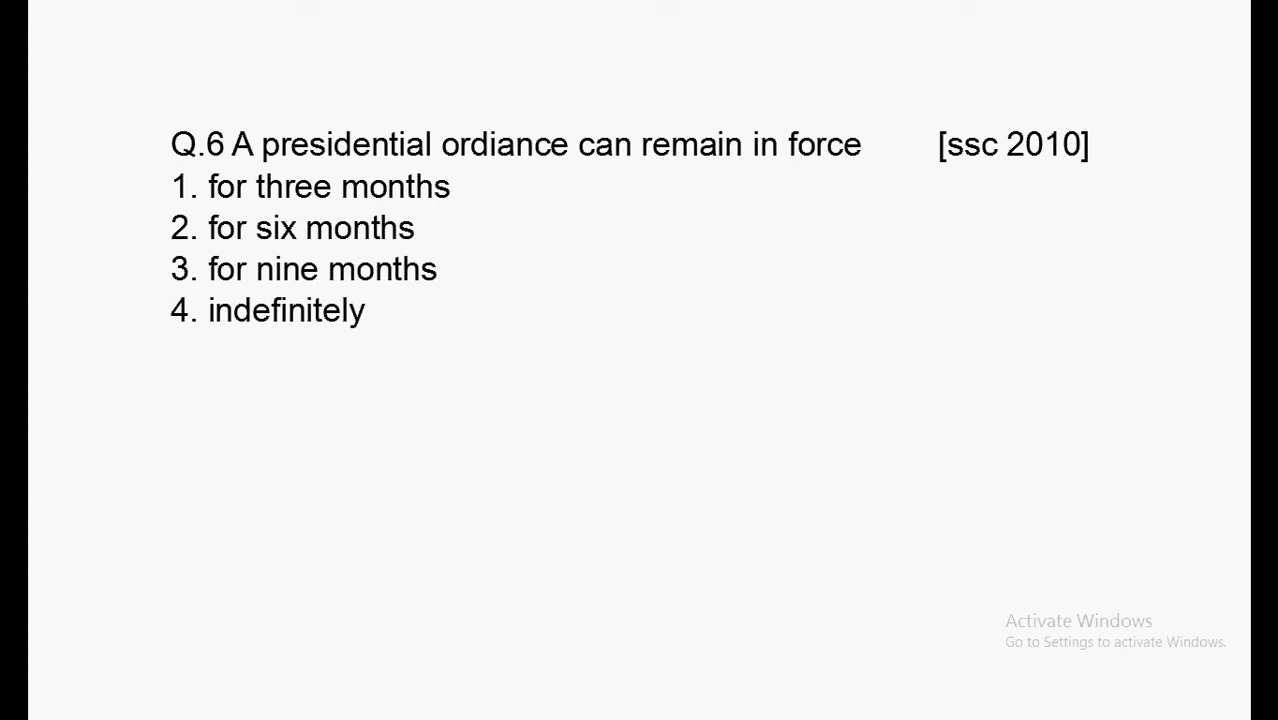 Q.6 A presidential ordiance can remain in force [ssc 2010]
1. for three months
2. for six months
3. for nine months
4. indefinitely
Activate Windows
Go to Settings to activate Windows.